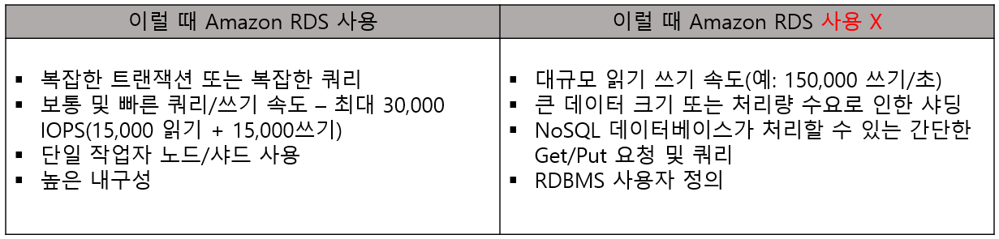 이럴 때 Amazon RDS 사용
이럴 때 Amazon RDS 사용 X
▪ 복잡한 트랜잭션 또는 복잡한 쿼리
▪ 보통 및 빠른 쿼리/쓰기 속도 – 최대 30,000
IOPS(15,000 읽기 + 15,000쓰기)
▪ 단일 작업자 노드/샤드 사용
▪ 높은 내구성
▪ 대규모 읽기 쓰기 속도(예: 150,000 쓰기/초)
▪ 큰 데이터 크기 또는 처리량 수요로 인한 샤딩
▪ NoSQL 데이터베이스가 처리할 수 있는 간단한
Get/Put 요청 및 쿼리
▪ RDBMS 사용자 정의